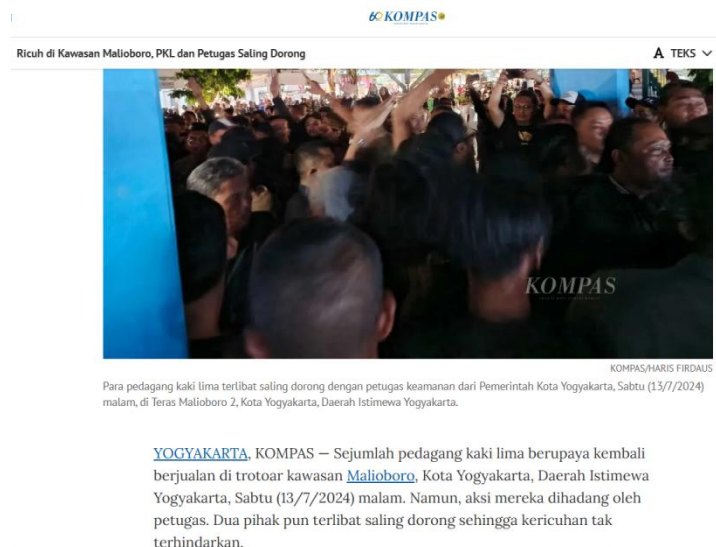 60 KOMPAS
Ricuh di Kawasan Malioboro, PKL dan Petugas Saling Dorong
A TEKS
KOMPAS
KOMPAS/HARIS FIRDAUS
Para pedagang kaki lima terlibat saling dorong dengan petugas keamanan dari Pemerintah Kota Yogyakarta, Sabtu (13/7/2024)
malam, di Teras Malioboro 2, Kota Yogyakarta, Daerah Istimewa Yogyakarta.
YOGYAKARTA, KOMPAS — Sejumlah pedagang kaki lima berupaya kembali
berjualan di trotoar kawasan Malioboro, Kota Yogyakarta, Daerah Istimewa
Yogyakarta, Sabtu (13/7/2024) malam. Namun, aksi mereka dihadang oleh
petugas. Dua pihak pun terlibat saling dorong sehingga kericuhan tak
terhindarkan.